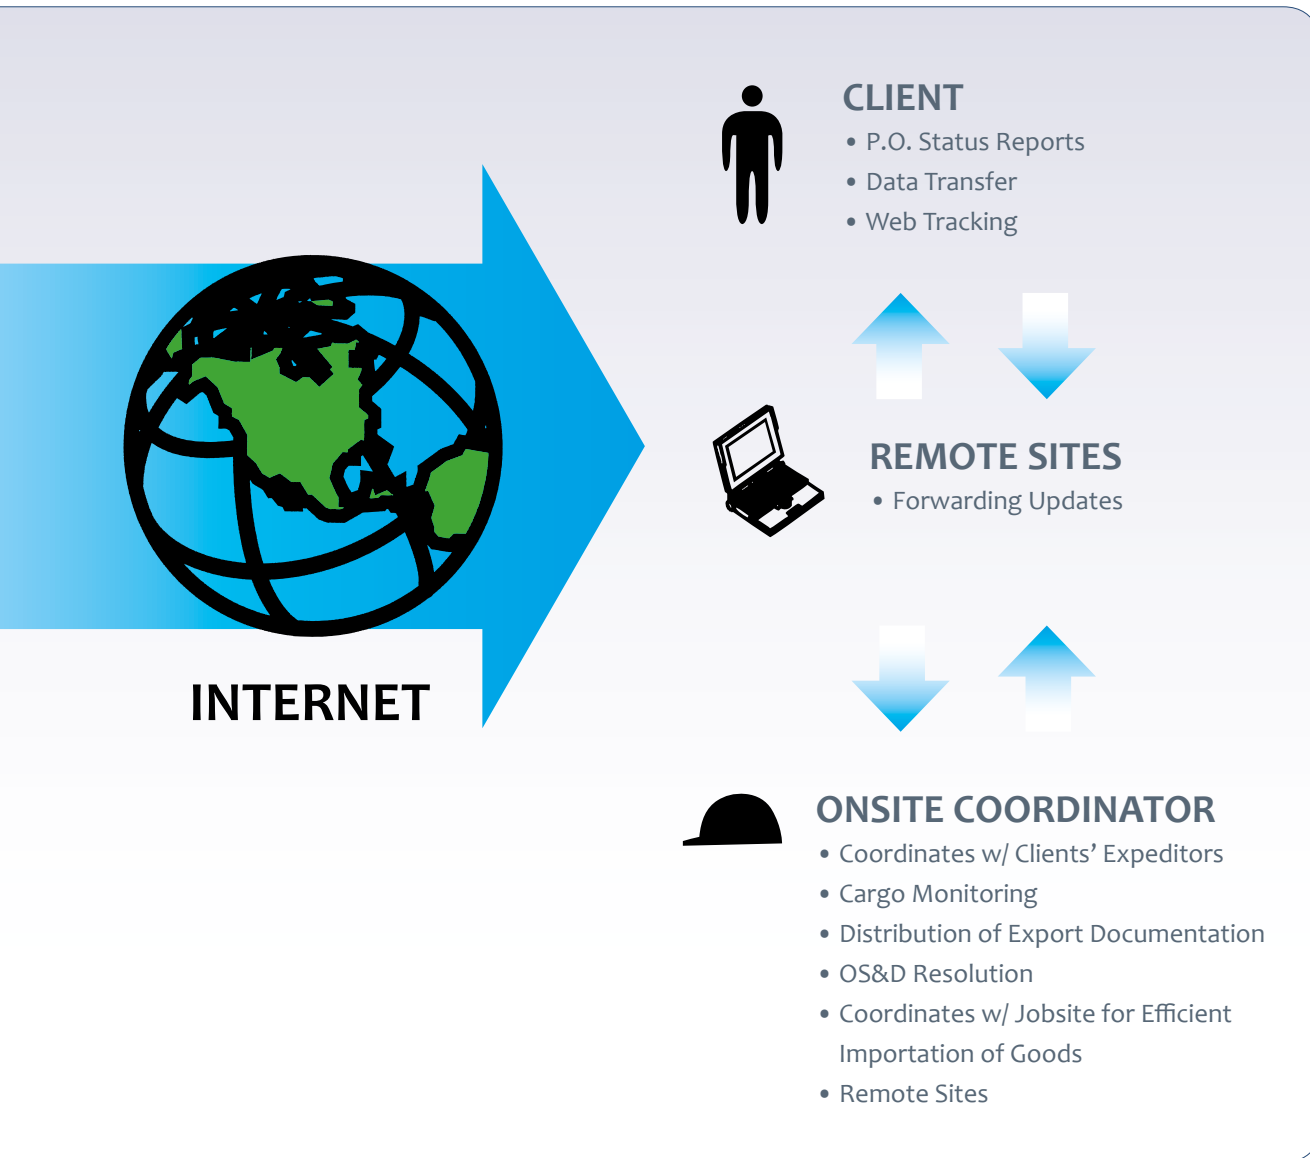 CLIENT
• P.O. Status Reports
• Data Transfer
• Web Tracking
REMOTE SITES
• Forwarding Updates
INTERNET
ONSITE COORDINATOR
• Coordinates w/ Clients’ Expeditors
• Cargo Monitoring
• Distribution of Export Documentation
• OS&D Resolution
• Coordinates w/ Jobsite for Efficient
Importation of Goods
• Remote Sites